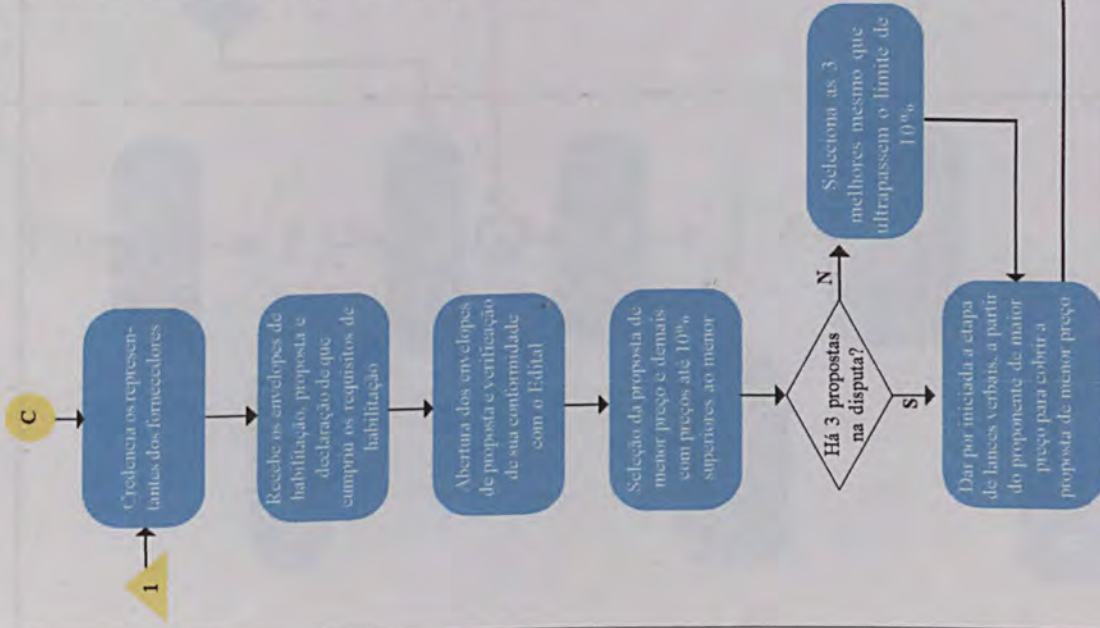 C
1
Credencia os represen-
tantes dos fornecedores
Recebe os envelopes de
habilitação, proposta e
declaração de que
cumpriu os requisitos de
habilitação
Abertura dos envelopes
de proposta e verificação
de sua conformidade
com o Edital
Seleção da proposta de
menor preço e demais
com preços até 10%
superiores ao menor
Há 3 propostas
na disputa?
N
S
Seleciona as 3
melhores mesmo que
ultrapassem o limite de
10%
Dar por iniciada a etapa
de lances verbais, a partir
do proponente de maior
preço para cobrir a
proposta de menor preço